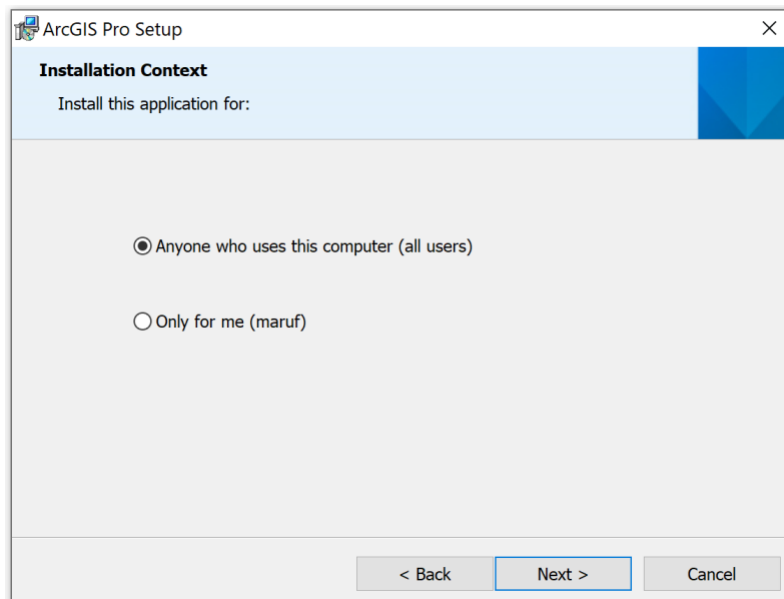 ArcGIS Pro Setup
Installation Context
Install this application for:
Anyone who uses this computer (all users)
Only for me (maruf)
< Back
Next >
Cancel